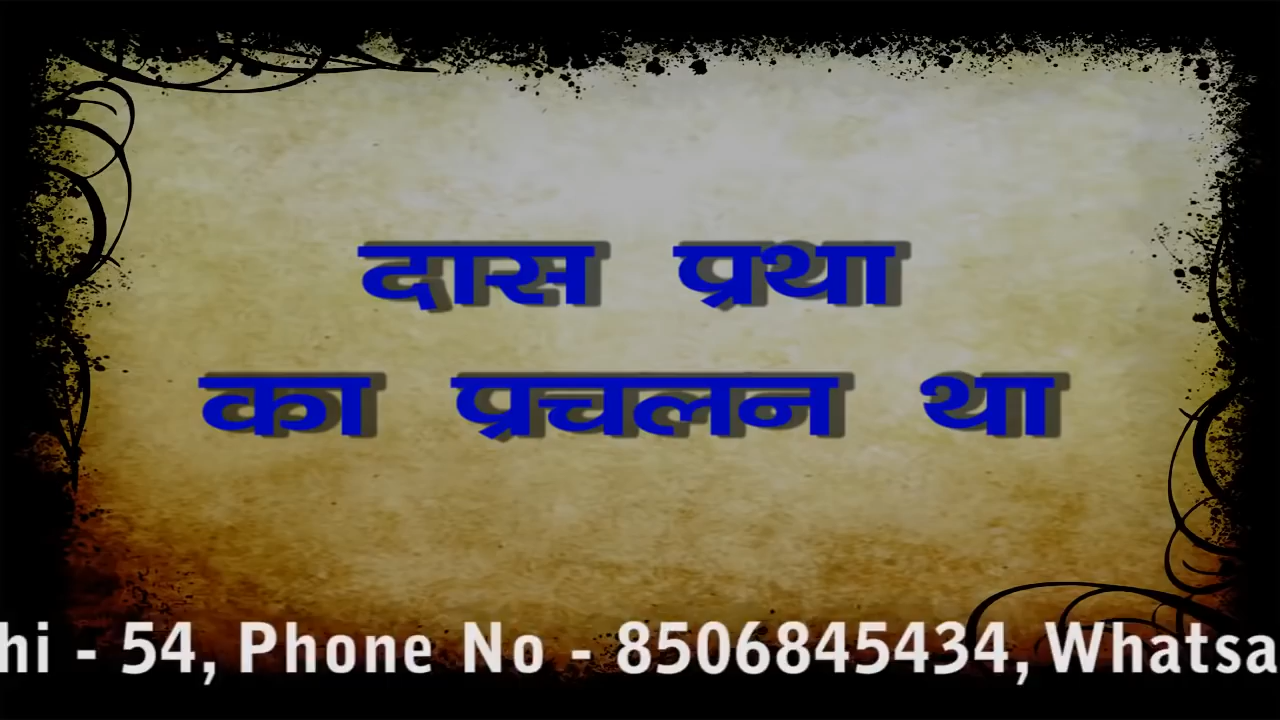 दास प्रथा
का प्रचलन था
hi - 54, Phone No - 8506845434, Whatsa